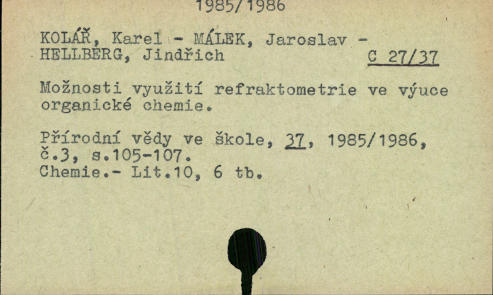 1985/1986
KOLÁŘ, Karel - MÁLEK, Jaroslav -
HELLBERG, Jindřich C 27/37
Možnosti využití refraktometrie ve výuce
organické chemie.
Přírodní vědy ve škole, 37, 1985/1986,
č.3, s.105-107.
Chemie.- Lit.10, 6 tb.